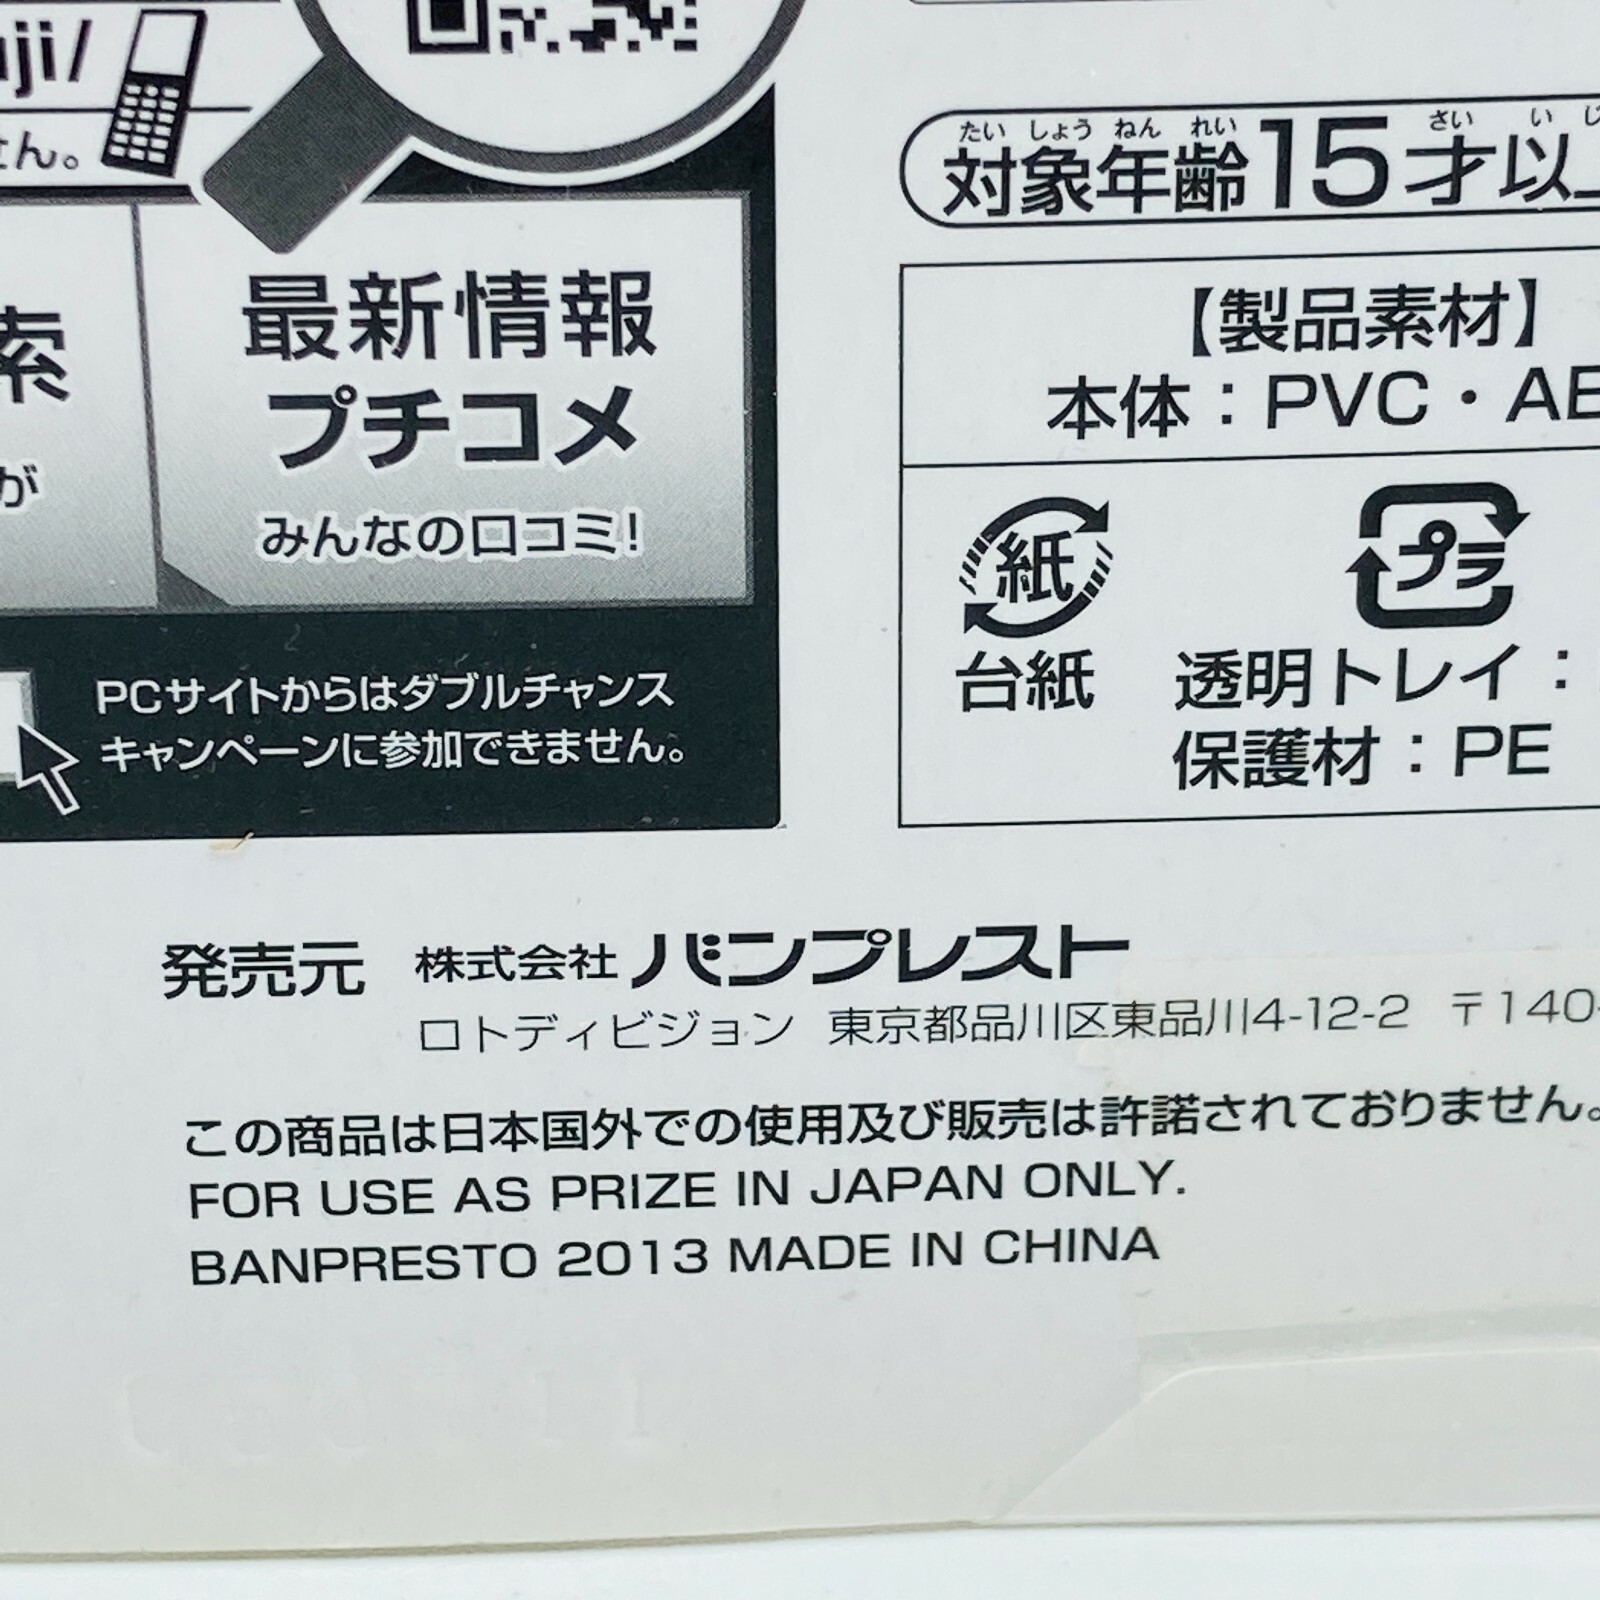 uji/
せん。
たいしょうねんれい さい い じ
対象年齢15才以
索
が
最新情報
プチコメ
みんなの口コミ!
PCサイトからはダブルチャンス
キャンペーンに参加できません。
【製品素材】
本体：PVC・AB
紙
台紙
プラ
透明トレイ：
保護材：PE
発売元 株式会社バンプレスト
ロトディビジョン 東京都品川区東品川4-12-2 〒140-
この商品は日本国外での使用及び販売は許諾されておりません。
FOR USE AS PRIZE IN JAPAN ONLY.
BANPRESTO 2013 MADE IN CHINA